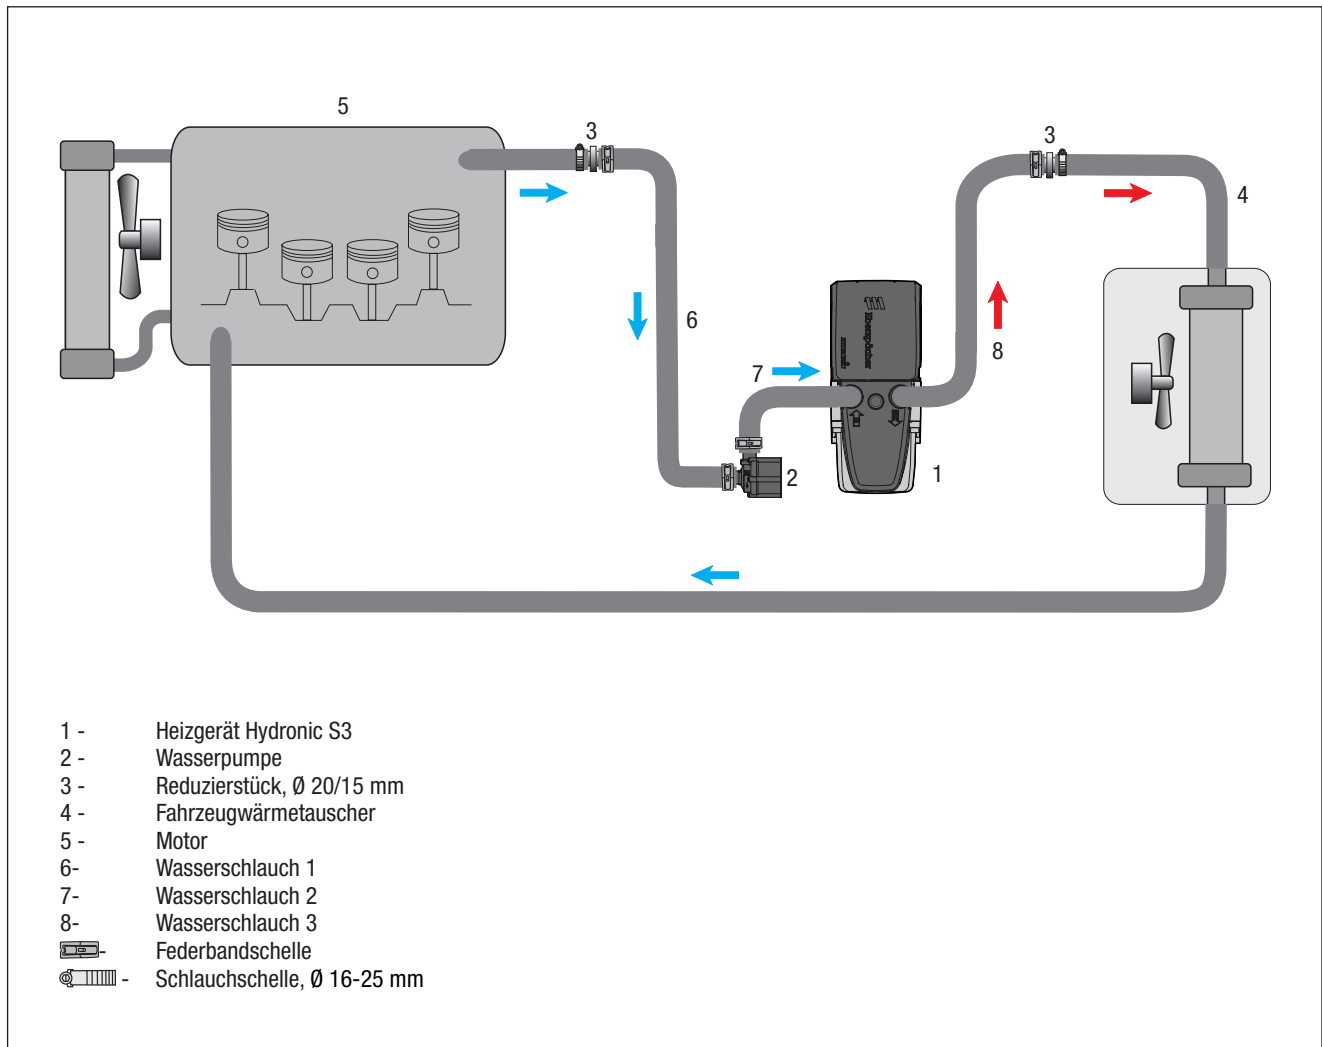 5
3
3
4
6
8
7
Eberspächer
2
1
1 - Heizgerät Hydronic S3
2 - Wasserpumpe
3 - Reduzierstück, Ø 20/15 mm
4 - Fahrzeugwärmetauscher
5 - Motor
6- Wasserschlauch 1
7- Wasserschlauch 2
8- Wasserschlauch 3
- Federbandschelle
- Schlauchschelle, Ø 16-25 mm